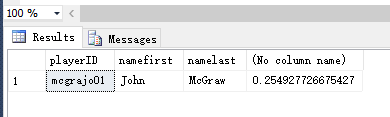 100 %
Results Messages
playerID namefirst namelast (No column name)
1 mcgrajo01 John McGraw 0.254927726675427